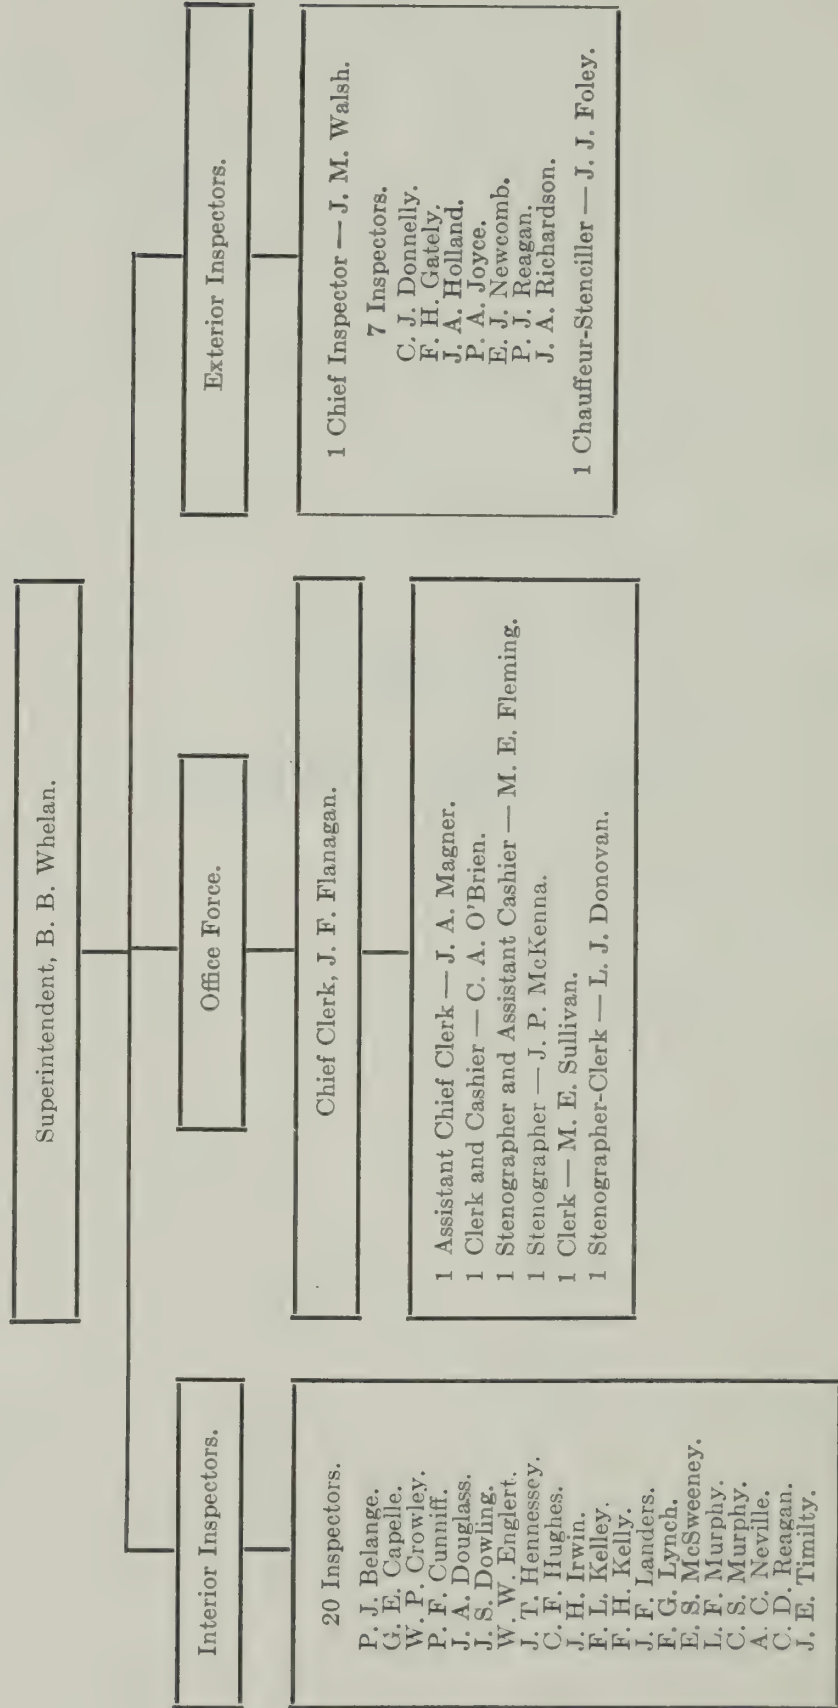 Superintendent, B. B. Whelan.
Interior Inspectors.
20 Inspectors.
P. J. Belange.
G. E. Capelle.
W. P. Crowley.
P. F. Cunniff.
J. A. Douglass.
J. S. Dowling.
W. W. Englert.
J. T. Hennessey.
C. F. Hughes.
J. H. Irwin.
F. L. Kelley.
F. H. Kelly.
J. F. Landers.
F. G. Lynch.
E. S. McSweeney.
L. F. Murphy.
C. S. Murphy.
A. C. Neville.
C. D. Reagan.
J. E. Timilty.
Office Force.
Chief Clerk, J. F. Flanagan.
1 Assistant Chief Clerk — J. A. Magner.
1 Clerk and Cashier — C. A. O'Brien.
1 Stenographer and Assistant Cashier — M. E. Fleming.
1 Stenographer — J. P. McKenna.
1 Clerk — M. E. Sullivan.
1 Stenographer-Clerk — L. J. Donovan.
Exterior Inspectors.
1 Chief Inspector — J. M. Walsh.
7 Inspectors.
C. J. Donnelly.
F. H. Gately.
J. A. Holland.
P. A. Joyce.
E. J. Newcomb.
P. J. Reagan.
J. A. Richardson.
1 Chauffeur-Stenciller — J. J. Foley.